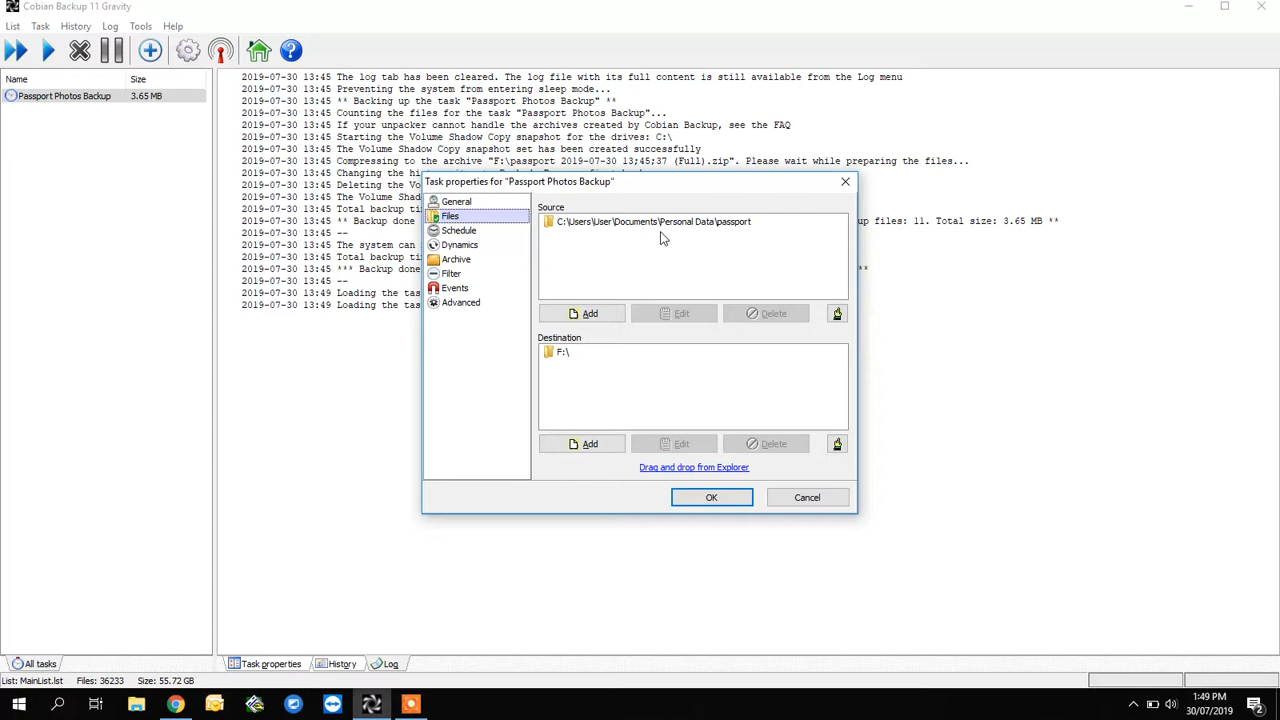 Cobian Backup 11 Gravity
List Task History Log Tools Help
Name Size
Passport Photos Backup 3.65 MB
2019-07-30 13:45 The log tab has been cleared. The log file with its full content is still available from the Log menu
2019-07-30 13:45 Preventing the system from entering sleep mode...
2019-07-30 13:45 ** Backing up the task "Passport Photos Backup" **
2019-07-30 13:45 Counting the files for the task "Passport Photos Backup"...
2019-07-30 13:45 If your unpacker cannot handle the archives created by Cobian Backup, see the FAQ
2019-07-30 13:45 Starting the Volume Shadow Copy snapshot for the drives: C:\
2019-07-30 13:45 The Volume Shadow Copy snapshot set has been created successfully
2019-07-30 13:45 Compressing to the archive "F:\passport 2019-07-30 13;45;37 (Full).zip". Please wait while preparing the files...
2019-07-30 13:45 Changing the
2019-07-30 13:45 Deleting the
2019-07-30 13:45 The Volume Sha
2019-07-30 13:45 Total backup ti
2019-07-30 13:45 ** Backup done up files: 11. Total size: 3.65 MB **
2019-07-30 13:45 --
2019-07-30 13:45 The system can
2019-07-30 13:45 Total backup ti
2019-07-30 13:45 *** Backup done **
2019-07-30 13:45 --
2019-07-30 13:49 Loading the ta
2019-07-30 13:49 Loading the ta
Task properties for "Passport Photos Backup"
General
Files
Schedule
Dynamics
Archive
Filter
Events
Advanced
Source
C:\Users\User\Documents\Personal Data\passport
Add Edit Delete
Destination
F:\
Add Edit Delete
Drag and drop from Explorer
OK Cancel
All tasks Task properties History Log
List: MainList.lst Files: 36233 Size: 55.72 GB
1:49 PM
30/07/2019
2